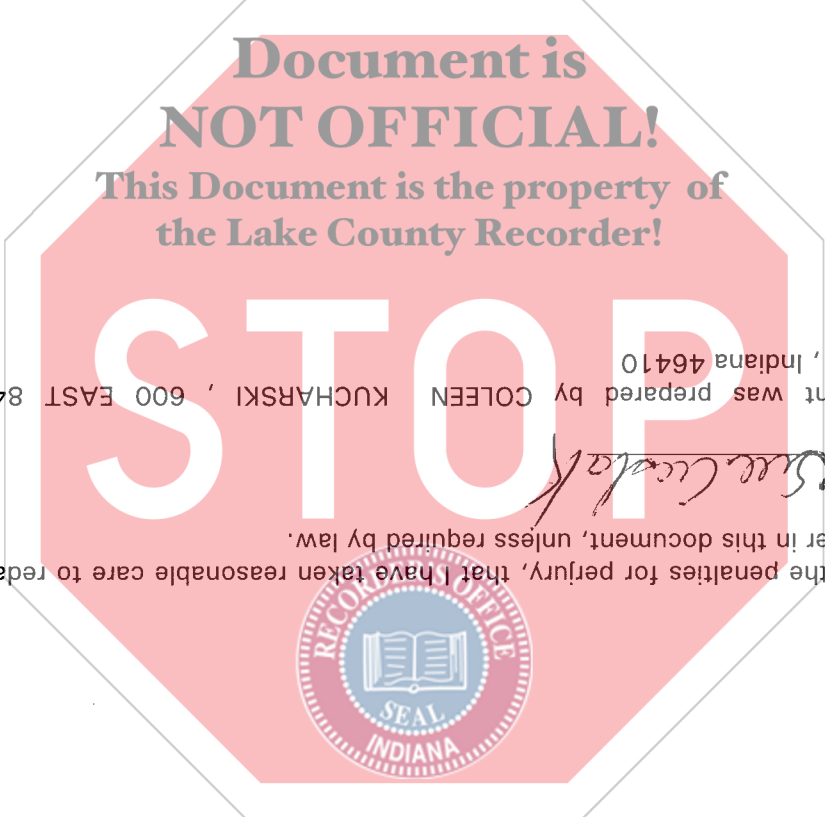 Document is
NOT OFFICIAL!
This Document is the property of
the Lake County Recorder!
STOP
RECORDER'S OFFICE
SEAL
INDIANA
the penalties for perjury, that I have taken reasonable care to reda
er in this document, unless required by law.
nt was prepared by COLEEN KUCHARSKI , 600 EAST 84
, Indiana 46410